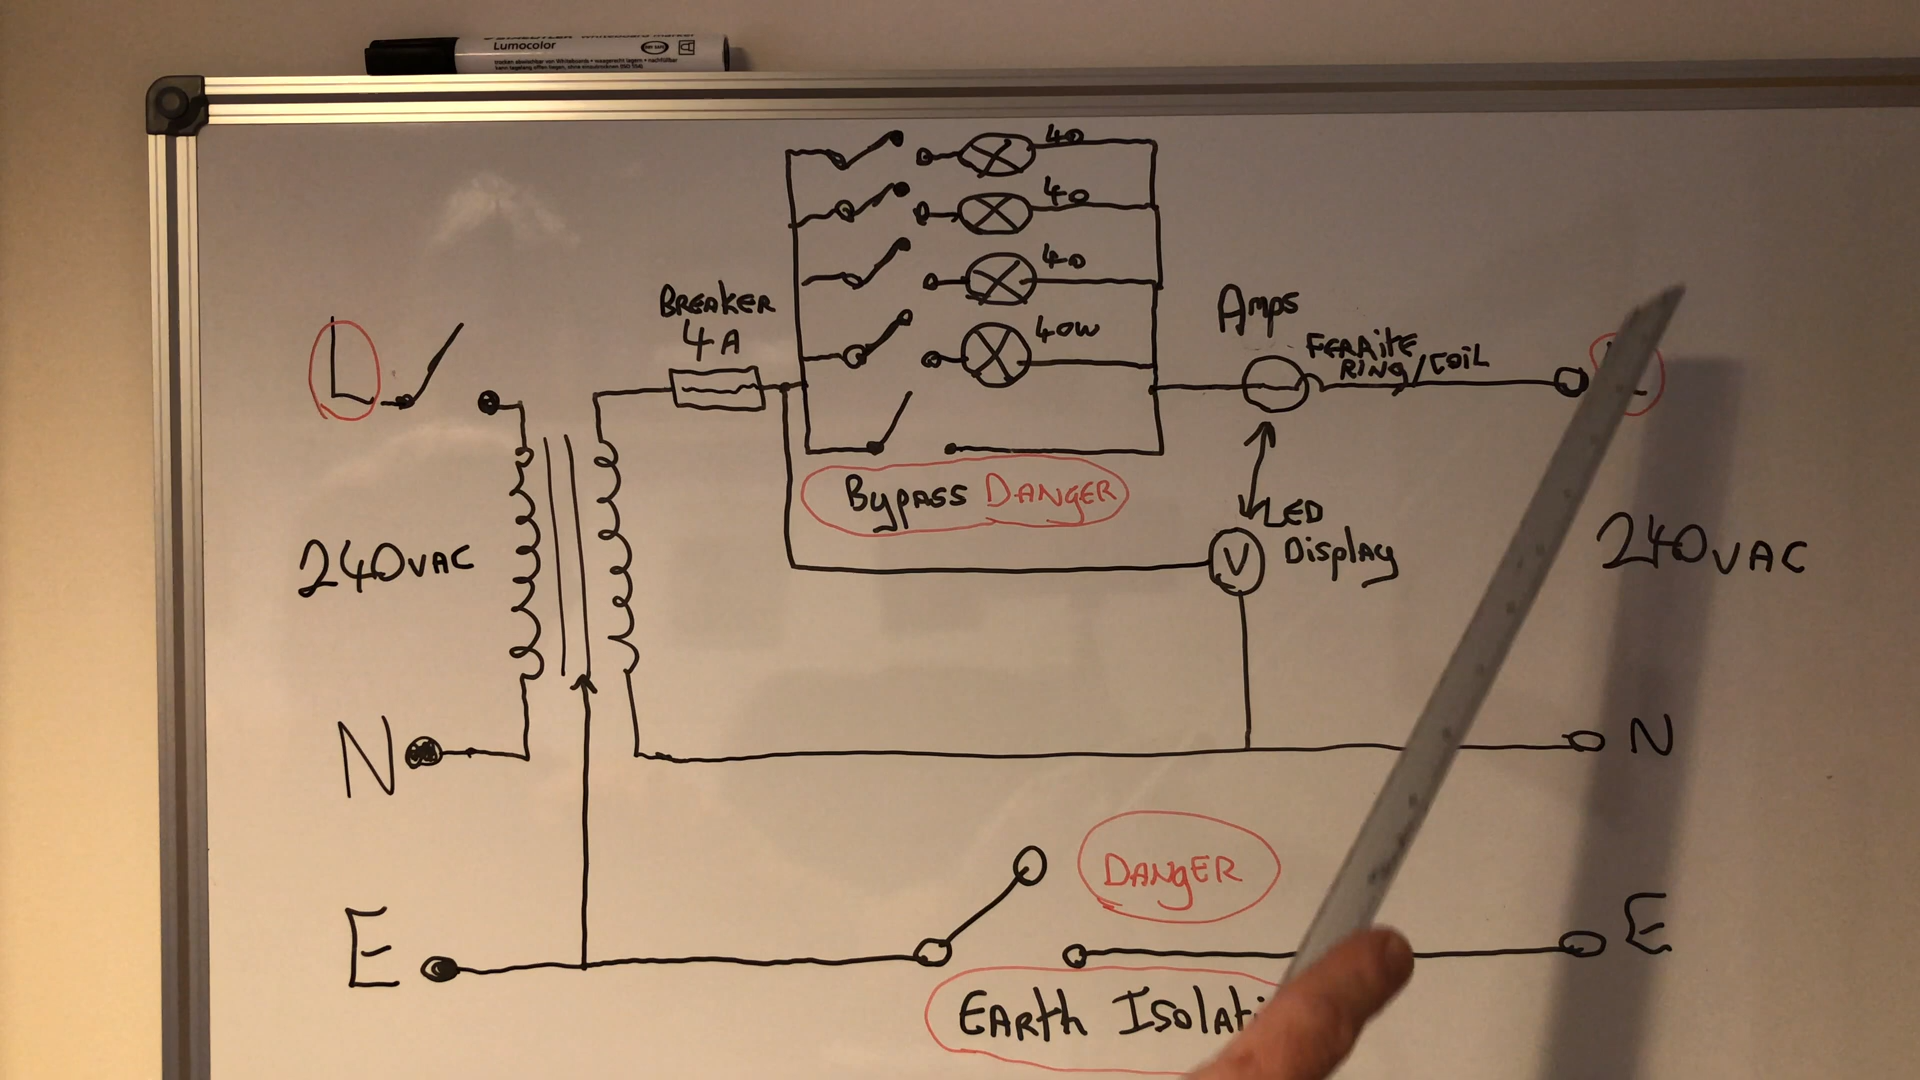 Lumocolor
40
40
40
40W
BREAKER
4A
Amps
FERRITE
RING/COIL
L
Bypass DANGER
LED
Display
V
240VAC
240VAC
N
N
DANGER
E
E
EARTH